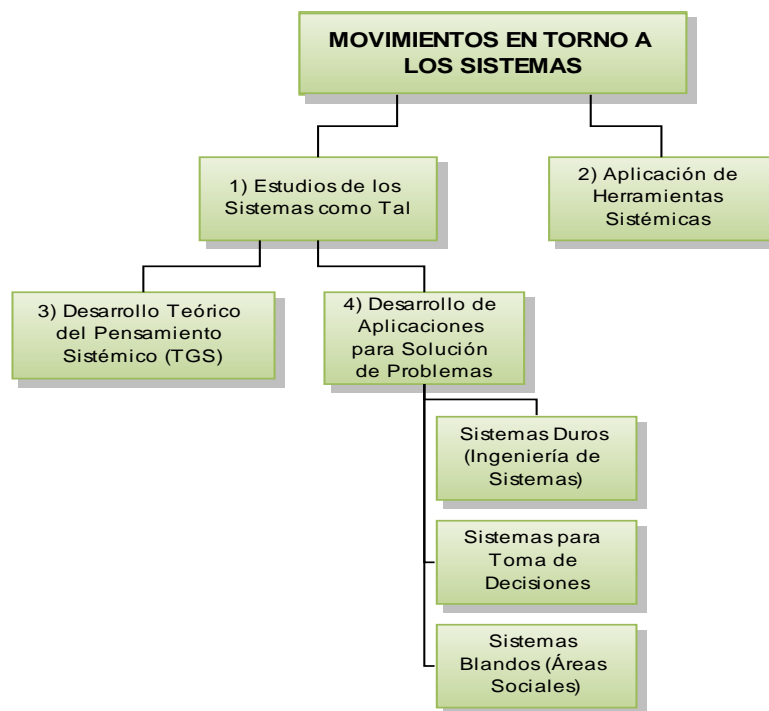 MOVIMIENTOS EN TORNO A
LOS SISTEMAS
1) Estudios de los
Sistemas como Tal
2) Aplicación de
Herramientas
Sistémicas
3) Desarrollo Teórico
del Pensamiento
Sistémico (TGS)
4) Desarrollo de
Aplicaciones
para Solución
de Problemas
Sistemas Duros
(Ingeniería de
Sistemas)
Sistemas para
Toma de
Decisiones
Sistemas
Blandos (Áreas
Sociales)